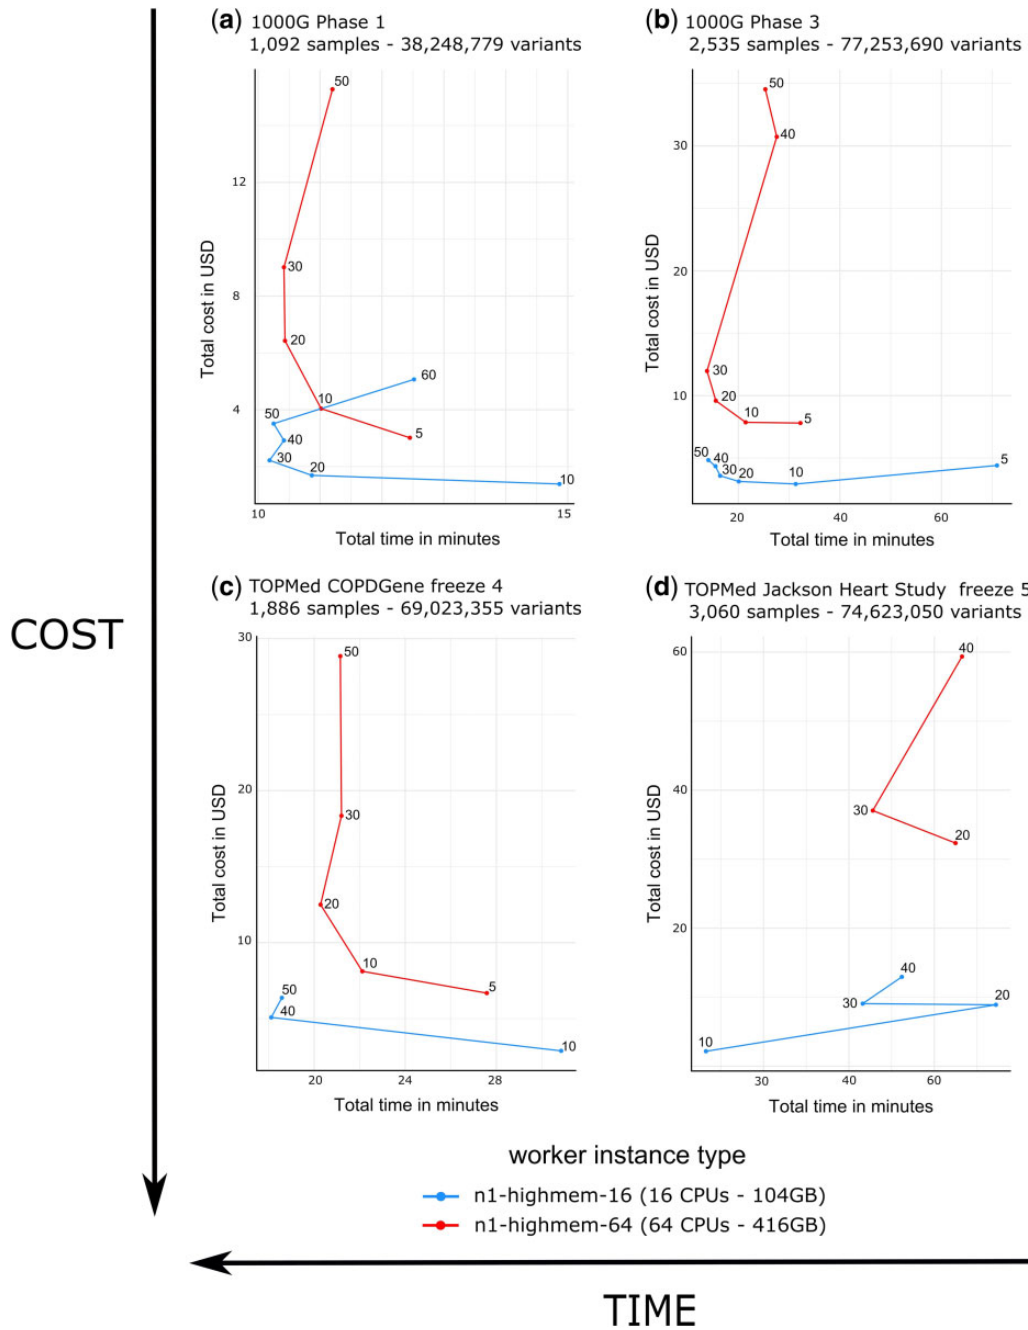 (a) 1000G Phase 1
1,092 samples - 38,248,779 variants
50
12
30
8
20
60
10
50
4
5
40
30
20
10
10
15
Total cost in USD
Total time in minutes
(b) 1000G Phase 3
2,535 samples - 77,253,690 variants
50
40
30
20
30
20
10
10
5
50
40
30
20
10
5
20
40
60
Total cost in USD
Total time in minutes
COST
(c) TOPMed COPDGene freeze 4
1,886 samples - 69,023,355 variants
30
50
20
30
20
10
10
5
50
40
10
20
24
28
Total cost in USD
Total time in minutes
(d) TOPMed Jackson Heart Study freeze 5
3,060 samples - 74,623,050 variants
60
40
40
30
20
20
40
30
20
10
30
40
60
Total cost in USD
Total time in minutes
worker instance type
n1-highmem-16 (16 CPUs - 104GB)
n1-highmem-64 (64 CPUs - 416GB)
TIME